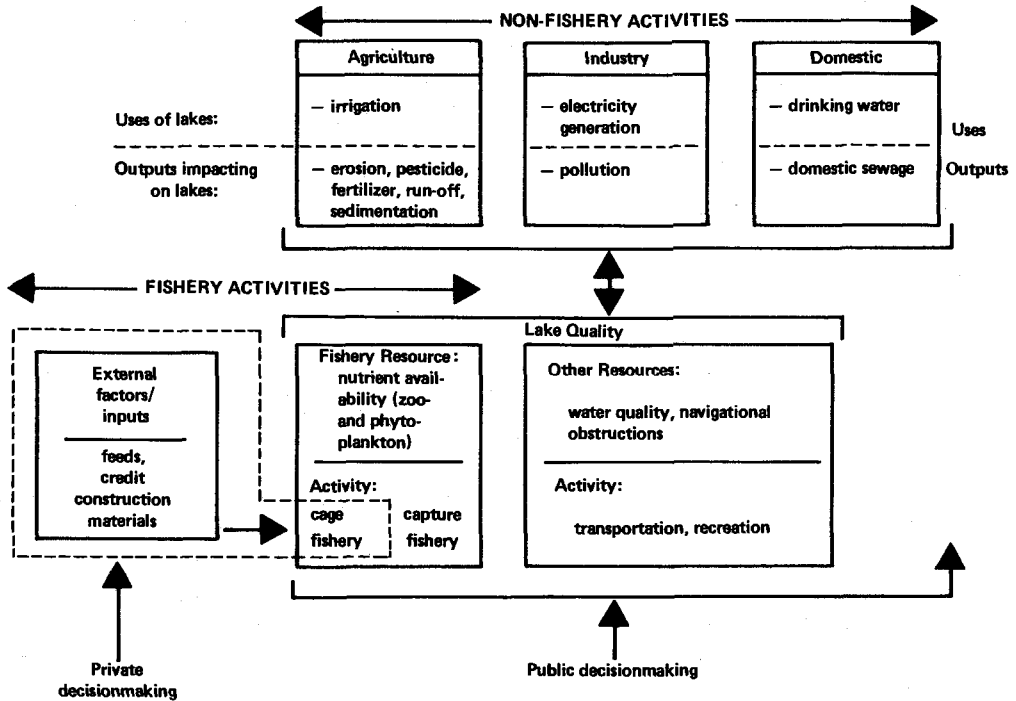 NON-FISHERY ACTIVITIES
Agriculture
Industry
Domestic
Uses of lakes:
– irrigation
– electricity
generation
– drinking water
Uses
Outputs impacting
on lakes:
– erosion, pesticide,
fertilizer, run-off,
sedimentation
– pollution
– domestic sewage
Outputs
FISHERY ACTIVITIES
Lake Quality
External
factors/
inputs
feeds,
credit
construction
materials
Fishery Resource:
nutrient avail-
ability (zoo-
and phyto-
plankton)
Activity:
cage
fishery
capture
fishery
Other Resources:
water quality, navigational
obstructions
Activity:
transportation, recreation
Private
decisionmaking
Public decisionmaking